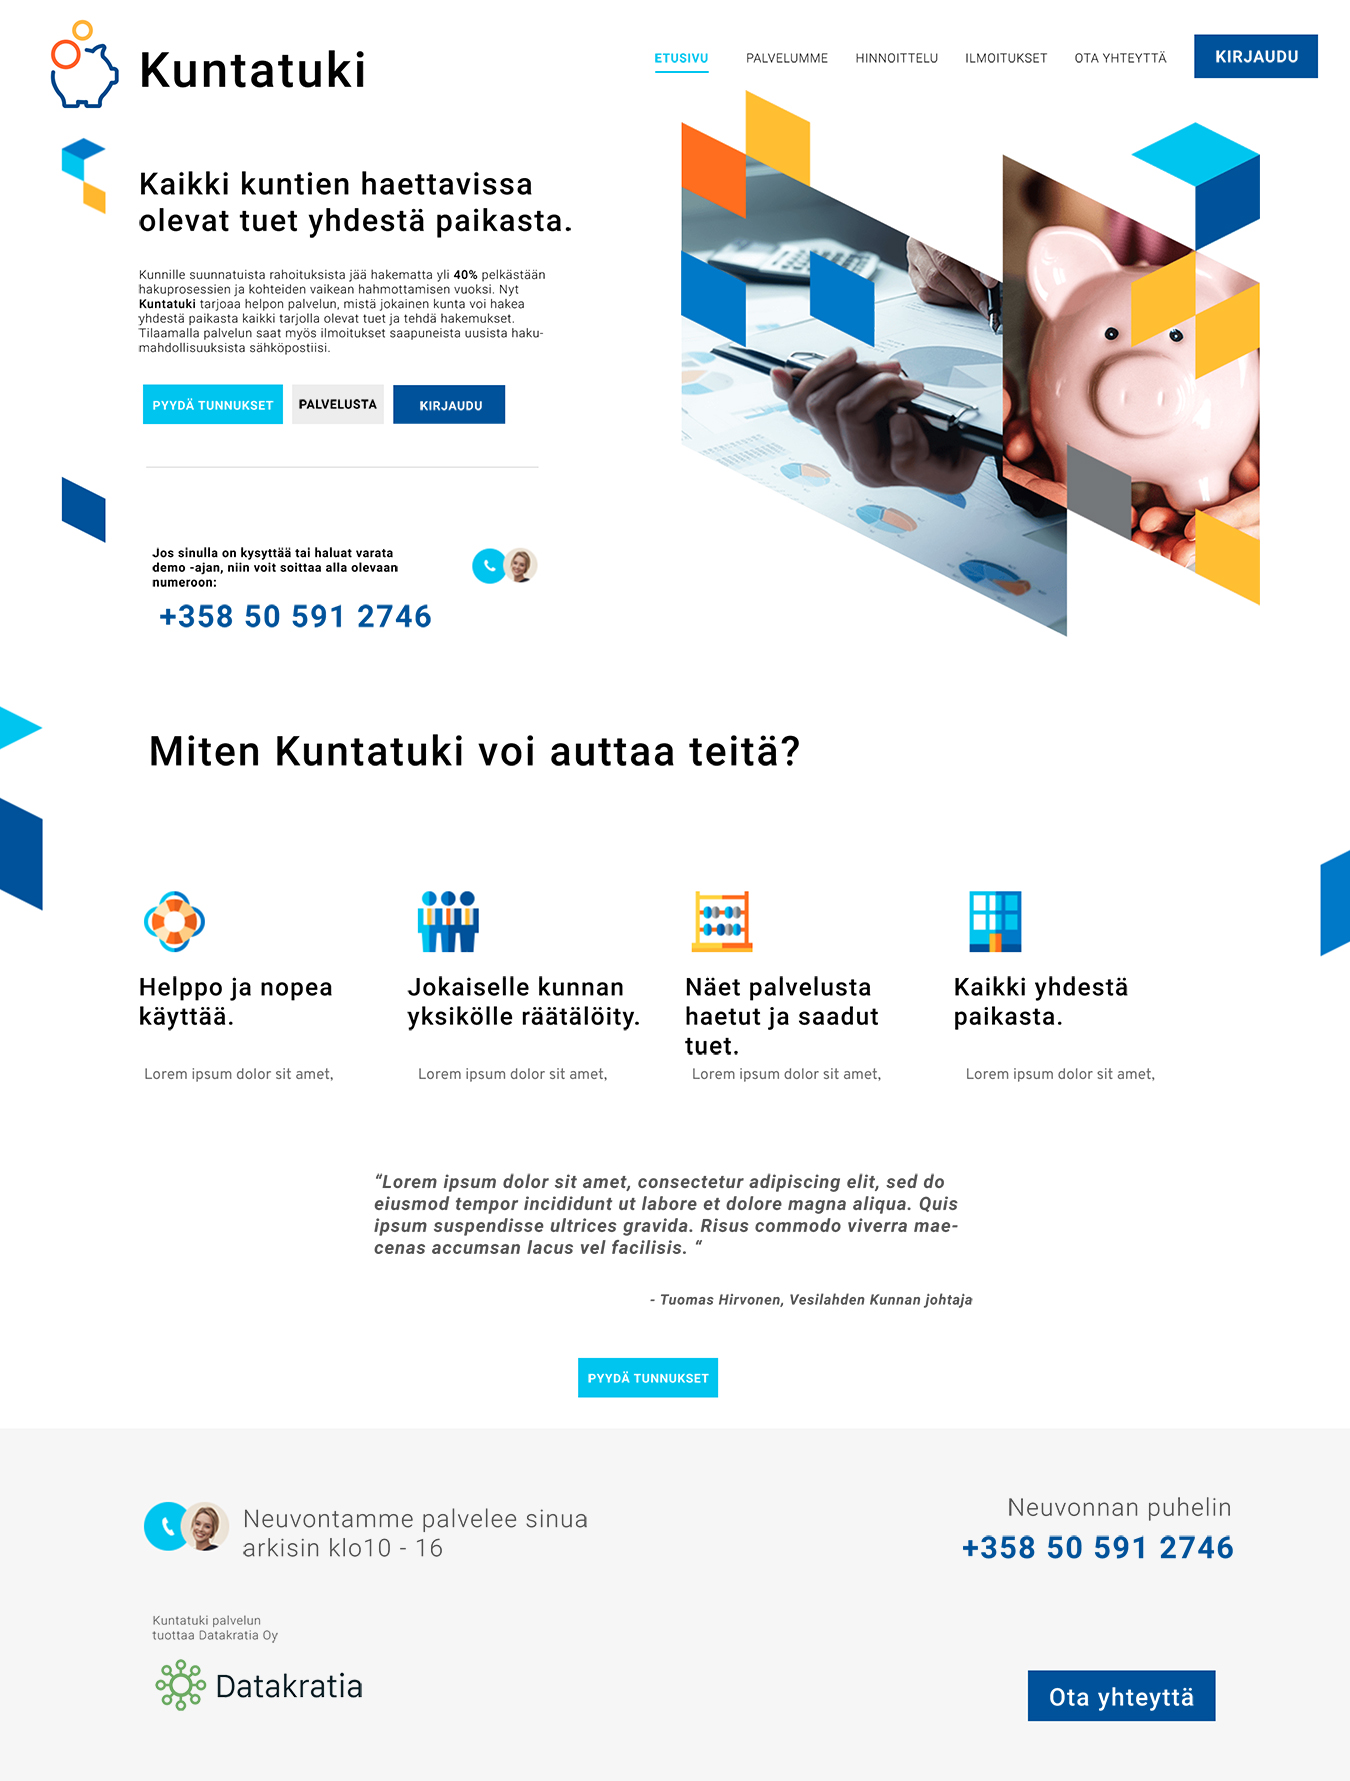 Kuntatuki
ETUSIVU PALVELUMME HINNOITTELU ILMOITUKSET OTA YHTEYTTÄ KIRJAUDU
Kaikki kuntien haettavissa
olevat tuet yhdestä paikasta.
Kunnille suunnatuista rahoituksista jää hakematta yli 40% pelkästään
hakuprosessien ja kohteiden vaikean hahmottamisen vuoksi. Nyt
Kuntatuki tarjoaa helpon palvelun, mistä jokainen kunta voi hakea
yhdestä paikasta kaikki tarjolla olevat tuet ja tehdä hakemukset.
Tilaamalla palvelun saat myös ilmoitukset saapuneista uusista haku-
mahdollisuuksista sähköpostiisi.
PYYDÄ TUNNUKSET PALVELUSTA KIRJAUDU
Jos sinulla on kysyttää tai haluat varata
demo -ajan, niin voit soittaa alla olevaan
numeroon:
+358 50 591 2746
Miten Kuntatuki voi auttaa teitä?
Helppo ja nopea
käyttää.
Lorem ipsum dolor sit amet,
Jokaiselle kunnan
yksikölle räätälöity.
Lorem ipsum dolor sit amet,
Näet palvelusta
haetut ja saadut
tuet.
Lorem ipsum dolor sit amet,
Kaikki yhdestä
paikasta.
Lorem ipsum dolor sit amet,
“Lorem ipsum dolor sit amet, consectetur adipiscing elit, sed do
eiusmod tempor incididunt ut labore et dolore magna aliqua. Quis
ipsum suspendisse ultrices gravida. Risus commodo viverra mae-
cenas accumsan lacus vel facilisis. “
- Tuomas Hirvonen, Vesilahden Kunnan johtaja
PYYDÄ TUNNUKSET
Neuvontamme palvelee sinua
arkisin klo10 - 16
Neuvonnan puhelin
+358 50 591 2746
Kuntatuki palvelun
tuottaa Datakratia Oy
Datakratia
Ota yhteyttä